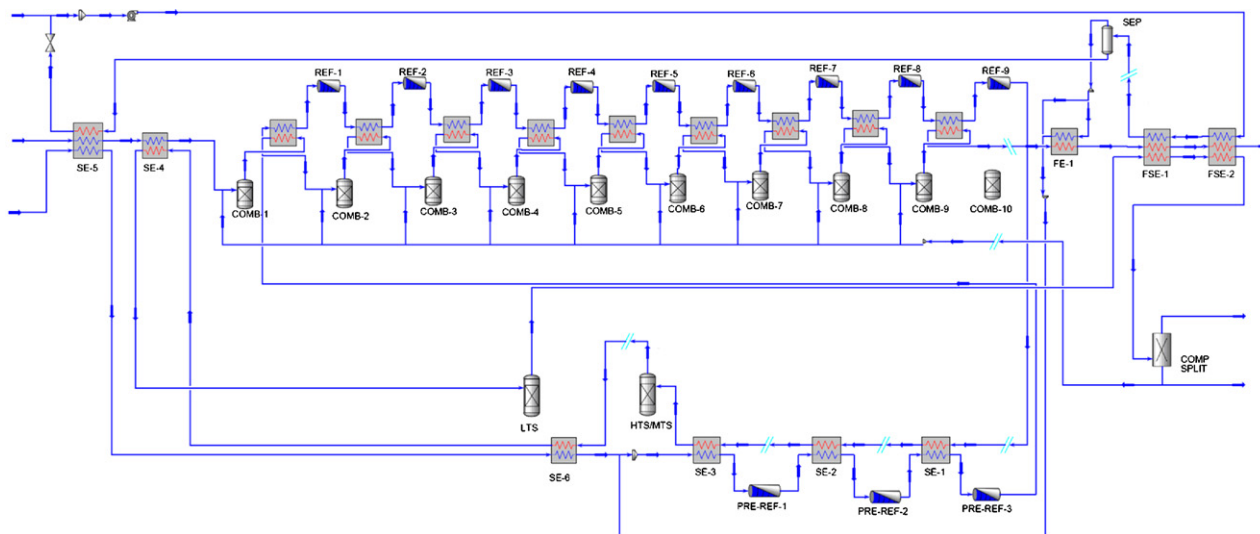 SEP
REF-1
REF-2
REF-3
REF-4
REF-5
REF-6
REF-7
REF-8
REF-9
SE-5
SE-4
FE-1
FSE-1
FSE-2
COMB-1
COMB-2
COMB-3
COMB-4
COMB-5
COMB-6
COMB-7
COMB-8
COMB-9
COMB-10
COMP
SPLIT
LTS
HTS/MTS
SE-6
SE-3
SE-2
SE-1
PRE-REF-1
PRE-REF-2
PRE-REF-3